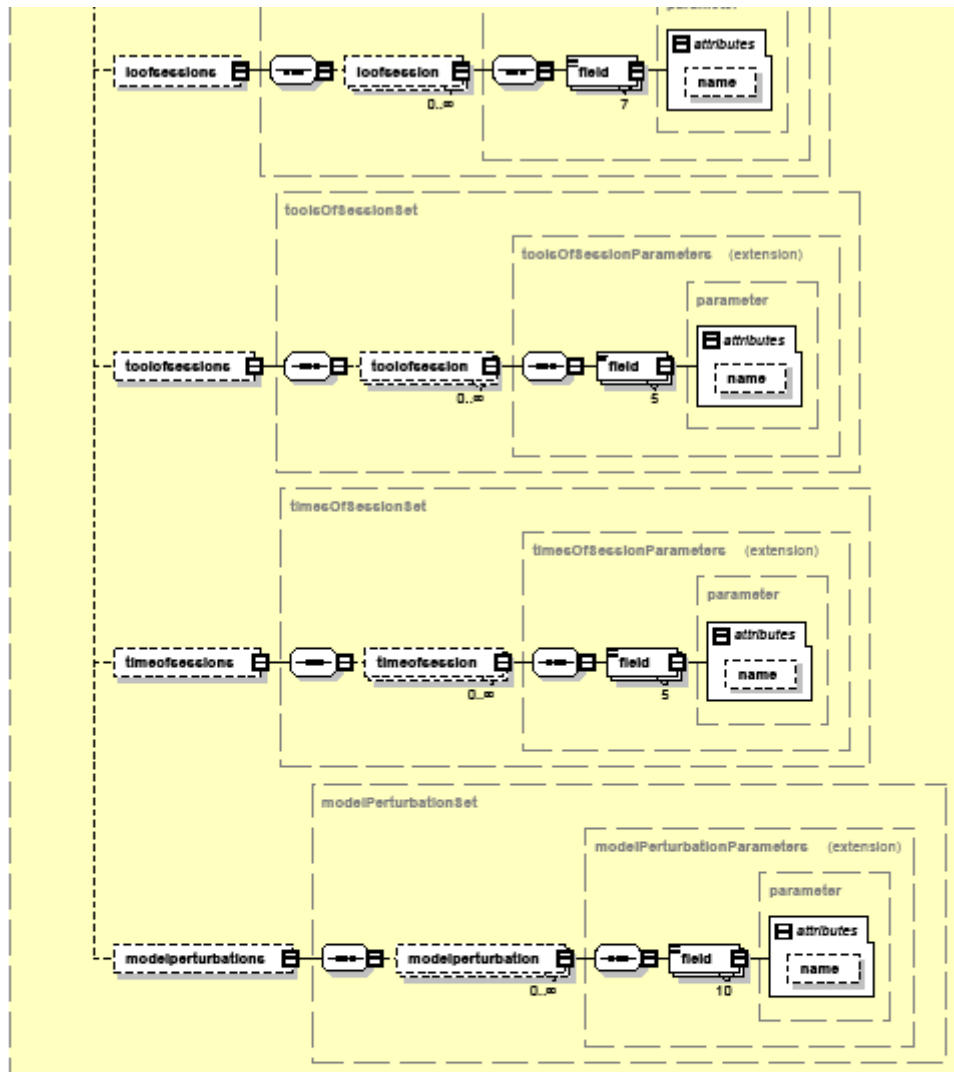 parameter
attributes
loofsessions
loofsession
field
name
0..∞
7
toolsOfSessionSet
toolsOfSessionParameters (extension)
parameter
attributes
toolofsessions
toolofsession
field
name
0..∞
5
timesOfSessionSet
timesOfSessionParameters (extension)
parameter
attributes
timeofsessions
timeofsession
field
name
0..∞
5
modelPerturbationSet
modelPerturbationParameters (extension)
parameter
attributes
modelperturbations
modelperturbation
field
name
0..∞
10